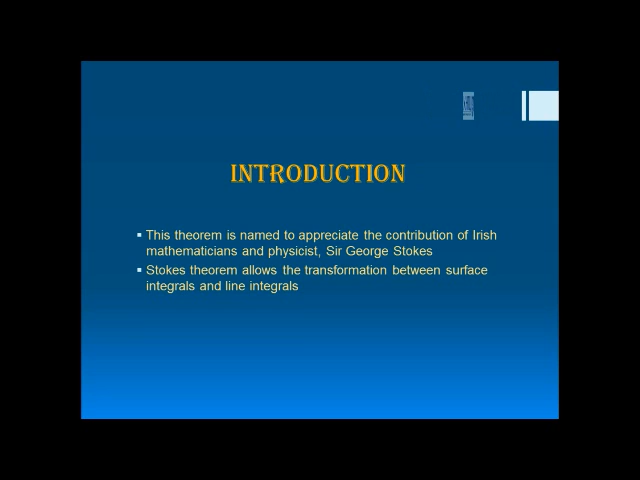 INTRODUCTION
This theorem is named to appreciate the contribution of Irish
mathematicians and physicist, Sir George Stokes
Stokes theorem allows the transformation between surface
integrals and line integrals